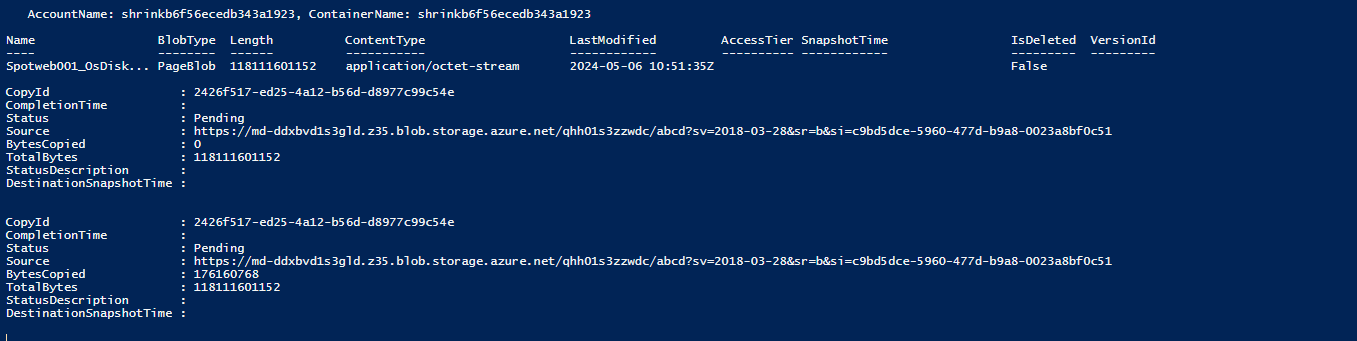 AccountName: shrinkb6f56ecedb343a1923, ContainerName: shrinkb6f56ecedb343a1923
Name BlobType Length ContentType LastModified AccessTier SnapshotTime IsDeleted VersionId
---- -------- ------ ----------- ------------ ---------- ------------ --------- ---------
Spotweb001_OsDisk... PageBlob 118111601152 application/octet-stream 2024-05-06 10:51:35Z False
CopyId : 2426f517-ed25-4a12-b56d-d8977c99c54e
CompletionTime :
Status : Pending
Source : https://md-ddxbvd1s3gld.z35.blob.storage.azure.net/qhh01s3zzwdc/abcd?sv=2018-03-28&sr=b&si=c9bd5dce-5960-477d-b9a8-0023a8bf0c51
BytesCopied : 0
TotalBytes : 118111601152
StatusDescription :
DestinationSnapshotTime :
CopyId : 2426f517-ed25-4a12-b56d-d8977c99c54e
CompletionTime :
Status : Pending
Source : https://md-ddxbvd1s3gld.z35.blob.storage.azure.net/qhh01s3zzwdc/abcd?sv=2018-03-28&sr=b&si=c9bd5dce-5960-477d-b9a8-0023a8bf0c51
BytesCopied : 176160768
TotalBytes : 118111601152
StatusDescription :
DestinationSnapshotTime :